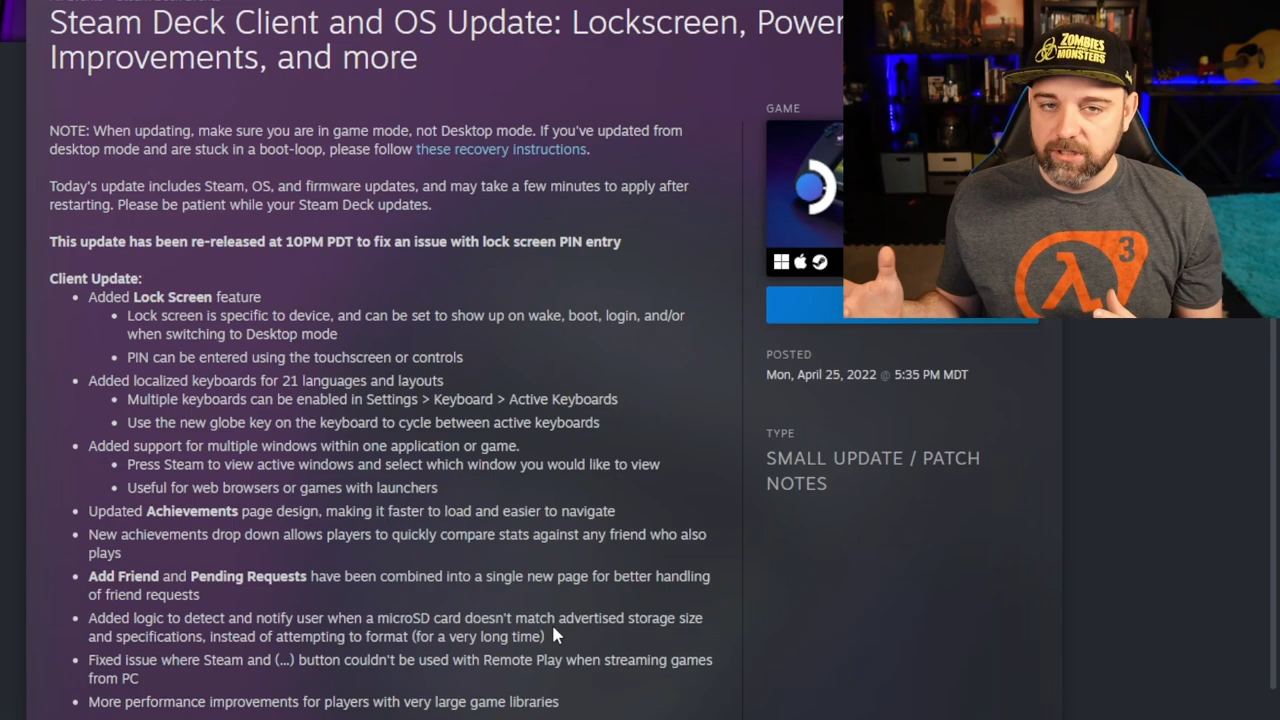 Steam Deck Client and OS Update: Lockscreen, Power
Improvements, and more
NOTE: When updating, make sure you are in game mode, not Desktop mode. If you've updated from
desktop mode and are stuck in a boot-loop, please follow these recovery instructions.
Today's update includes Steam, OS, and firmware updates, and may take a few minutes to apply after
restarting. Please be patient while your Steam Deck updates.
This update has been re-released at 10PM PDT to fix an issue with lock screen PIN entry
Client Update:
• Added Lock Screen feature
• Lock screen is specific to device, and can be set to show up on wake, boot, login, and/or
when switching to Desktop mode
• PIN can be entered using the touchscreen or controls
• Added localized keyboards for 21 languages and layouts
• Multiple keyboards can be enabled in Settings > Keyboard > Active Keyboards
• Use the new globe key on the keyboard to cycle between active keyboards
• Added support for multiple windows within one application or game.
• Press Steam to view active windows and select which window you would like to view
• Useful for web browsers or games with launchers
• Updated Achievements page design, making it faster to load and easier to navigate
• New achievements drop down allows players to quickly compare stats against any friend who also
plays
• Add Friend and Pending Requests have been combined into a single new page for better handling
of friend requests
• Added logic to detect and notify user when a microSD card doesn't match advertised storage size
and specifications, instead of attempting to format (for a very long time)
• Fixed issue where Steam and (...) button couldn't be used with Remote Play when streaming games
from PC
• More performance improvements for players with very large game libraries
GAME
POSTED
Mon, April 25, 2022 @ 5:35 PM MDT
TYPE
SMALL UPDATE / PATCH
NOTES
ZOMBIES
MONSTERS
λ3